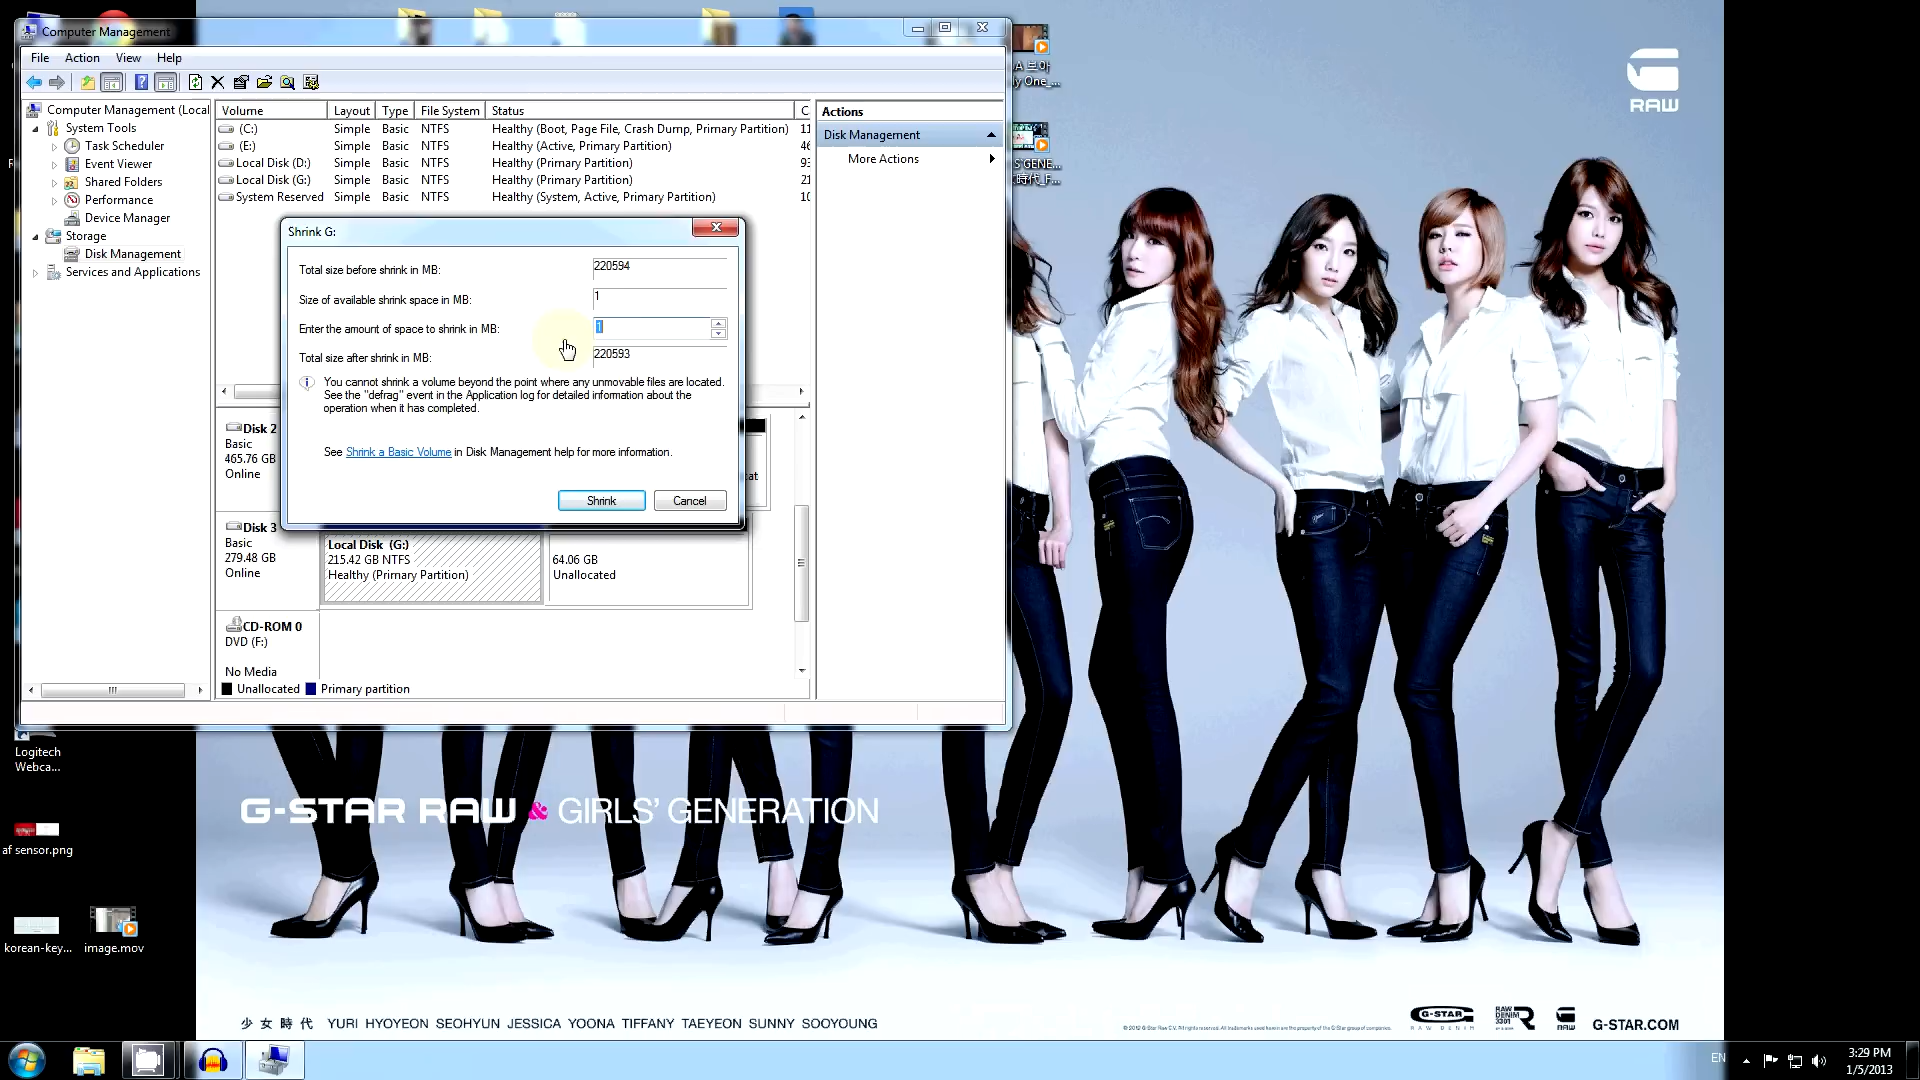 Computer Management
File Action View Help
Computer Management (Local
System Tools
Task Scheduler
Event Viewer
Shared Folders
Performance
Device Manager
Storage
Disk Management
Services and Applications
Volume Layout Type File System Status C
(C:) Simple Basic NTFS Healthy (Boot, Page File, Crash Dump, Primary Partition) 11
(E:) Simple Basic NTFS Healthy (Active, Primary Partition) 46
Local Disk (D:) Simple Basic NTFS Healthy (Primary Partition) 93
Local Disk (G:) Simple Basic NTFS Healthy (Primary Partition) 21
System Reserved Simple Basic NTFS Healthy (System, Active, Primary Partition) 10
Actions
Disk Management
More Actions
Shrink G:
Total size before shrink in MB: 220594
Size of available shrink space in MB: 1
Enter the amount of space to shrink in MB: 1
Total size after shrink in MB: 220593
You cannot shrink a volume beyond the point where any unmovable files are located.
See the "defrag" event in the Application log for detailed information about the
operation when it has completed.
See Shrink a Basic Volume in Disk Management help for more information.
Shrink Cancel
Disk 2
Basic
465.76 GB
Online
Disk 3
Basic
279.48 GB
Online
Local Disk (G:)
215.42 GB NTFS
Healthy (Primary Partition)
64.06 GB
Unallocated
CD-ROM 0
DVD (F:)
No Media
Unallocated Primary partition
RAW
Logitech
Webca...
af sensor.png
korean-key...
image.mov
G-STAR RAW & GIRLS' GENERATION
少女時代 YURI HYOYEON SEOHYUN JESSICA YOONA TIFFANY TAEYEON SUNNY SOOYOUNG
G-STAR
RAW DENIM
RAW
G-STAR.COM
EN
3:29 PM
1/5/2013